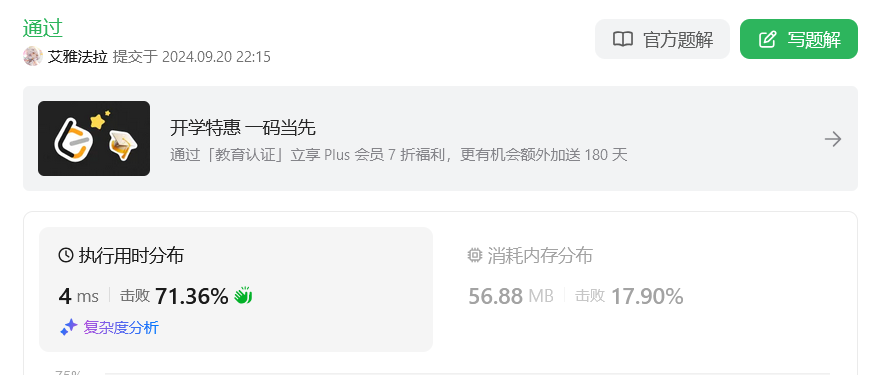 通过
艾雅法拉 提交于 2024.09.20 22:15
官方题解
写题解
开学特惠 一码当先
通过「教育认证」立享 Plus 会员 7 折福利，更有机会额外加送 180 天
执行用时分布
4 ms 击败 71.36%
复杂度分析
消耗内存分布
56.88 MB 击败 17.90%
75%